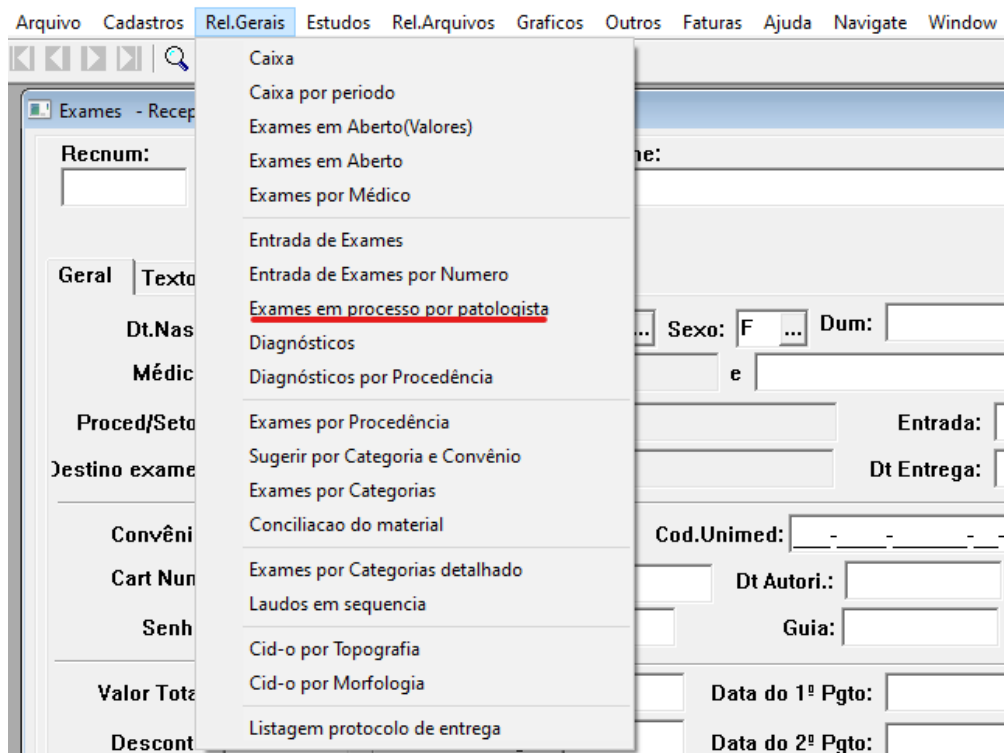 Arquivo Cadastros Rel.Gerais Estudos Rel.Arquivos Graficos Outros Faturas Ajuda Navigate Window
Exames - Recep
Caixa
Caixa por periodo
Exames em Aberto(Valores)
Exames em Aberto
Exames por Médico
Entrada de Exames
Entrada de Exames por Numero
Exames em processo por patologista
Diagnósticos
Diagnósticos por Procedência
Exames por Procedência
Sugerir por Categoria e Convênio
Exames por Categorias
Conciliacao do material
Exames por Categorias detalhado
Laudos em sequencia
Cid-o por Topografia
Cid-o por Morfologia
Listagem protocolo de entrega
Recnum: ne:
Geral Texto
Dt.Nas ... Sexo: F ... Dum:
Médic e
Proced/Seto Entrada:
Destino exame Dt Entrega:
Convêni Cod.Unimed: ___-____-______-__-
Cart Num Dt Autori.:
Senh Guia:
Valor Tota Data do 1º Pgto:
Descont Data do 2º Pgto: